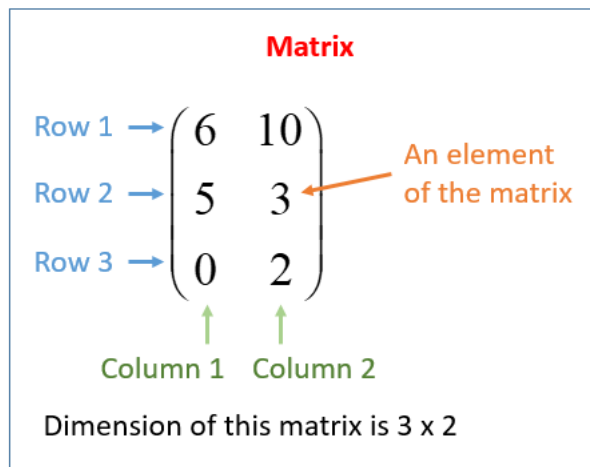 Matrix
Row 1 6 10
An element
of the matrix
Row 2 5 3
Row 3 0 2
Column 1 Column 2
Dimension of this matrix is 3 x 2